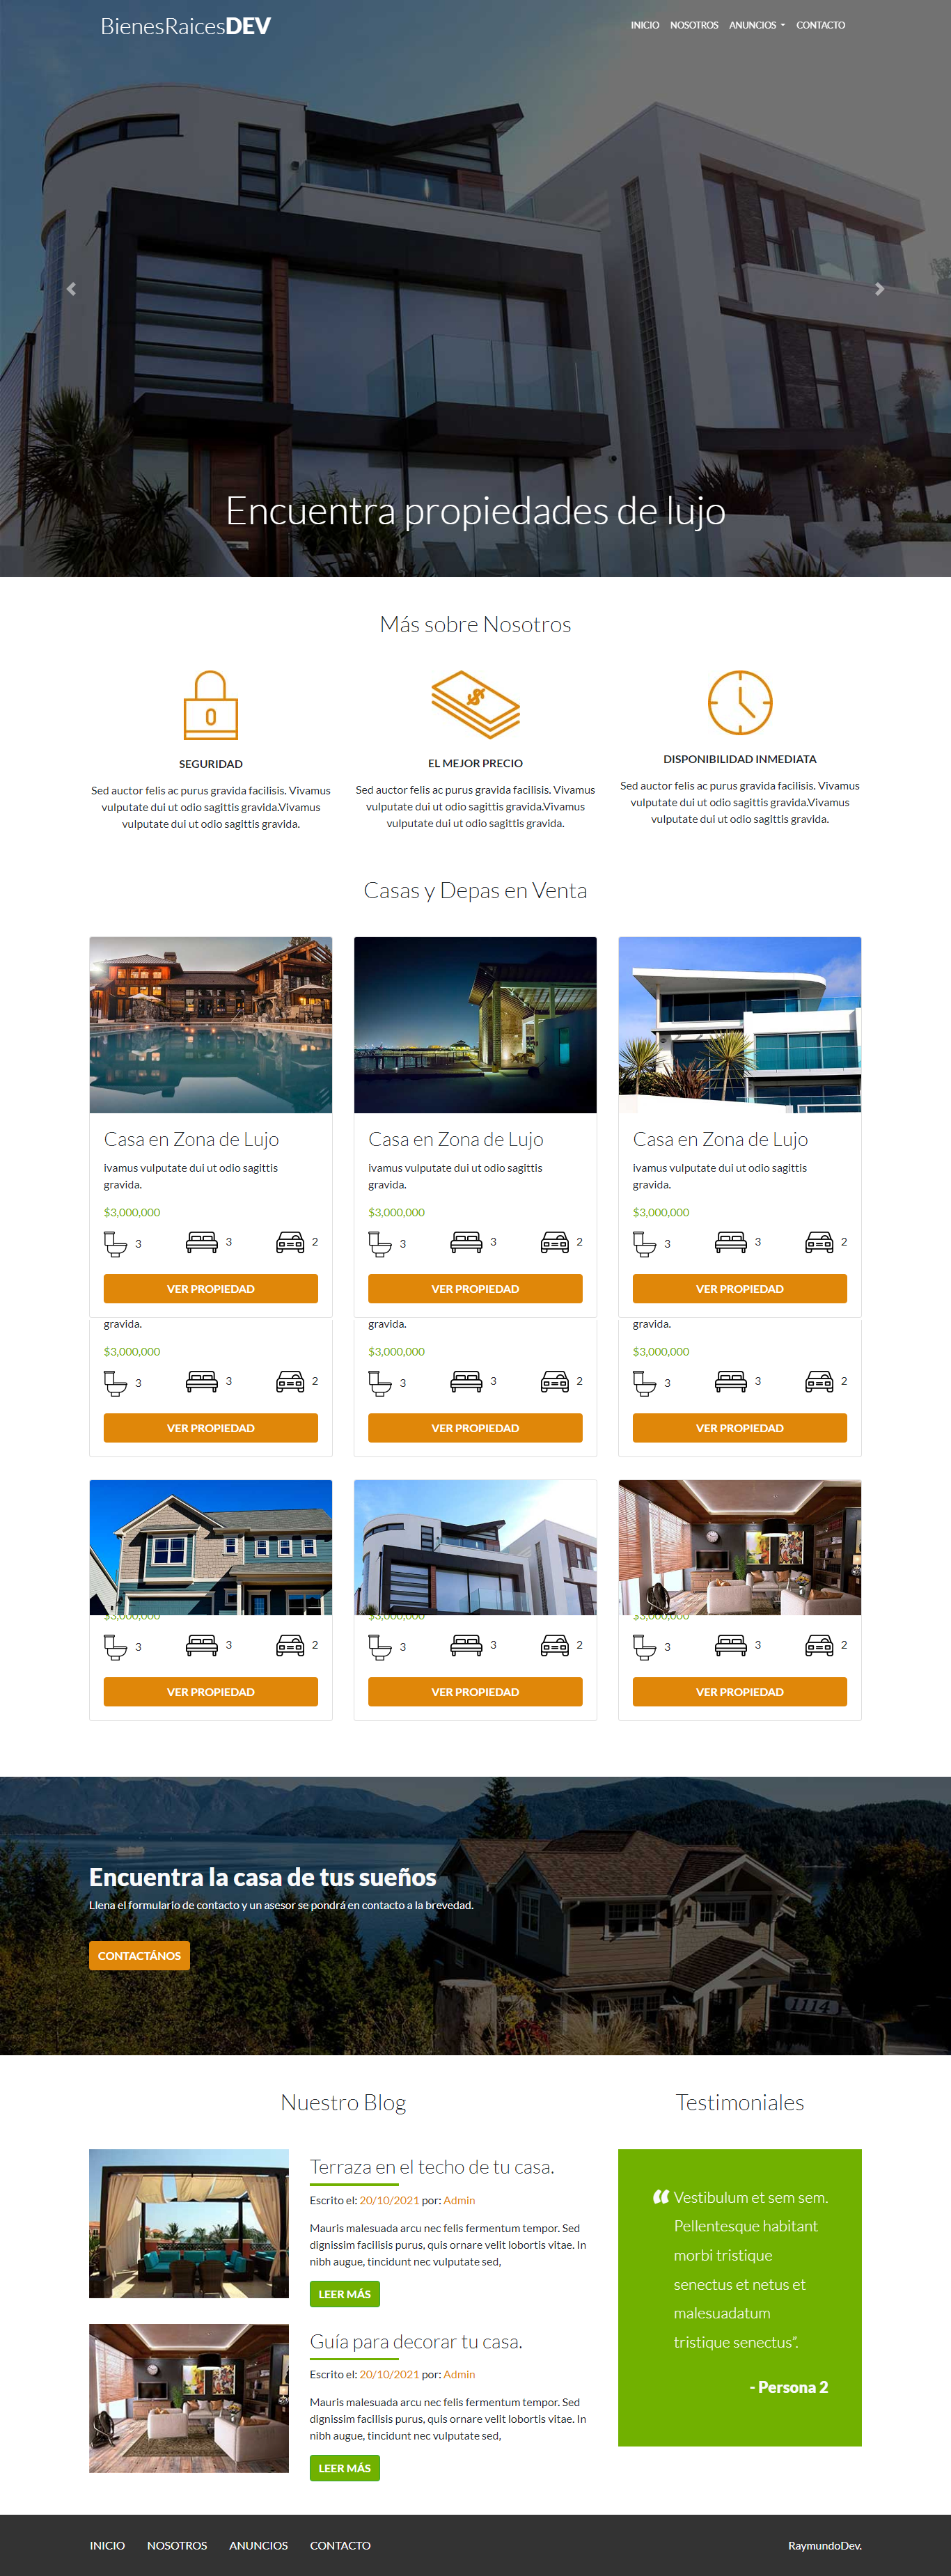 BienesRaicesDEV
INICIO NOSOTROS ANUNCIOS CONTACTO
Encuentra propiedades de lujo
Más sobre Nosotros
SEGURIDAD
Sed auctor felis ac purus gravida facilisis. Vivamus
vulputate dui ut odio sagittis gravida.Vivamus
vulputate dui ut odio sagittis gravida.
EL MEJOR PRECIO
Sed auctor felis ac purus gravida facilisis. Vivamus
vulputate dui ut odio sagittis gravida.Vivamus
vulputate dui ut odio sagittis gravida.
DISPONIBILIDAD INMEDIATA
Sed auctor felis ac purus gravida facilisis. Vivamus
vulputate dui ut odio sagittis gravida.Vivamus
vulputate dui ut odio sagittis gravida.
Casas y Depas en Venta
Casa en Zona de Lujo
ivamus vulputate dui ut odio sagittis
gravida.
$3,000,000
3 3 2
VER PROPIEDAD
Casa en Zona de Lujo
ivamus vulputate dui ut odio sagittis
gravida.
$3,000,000
3 3 2
VER PROPIEDAD
Casa en Zona de Lujo
ivamus vulputate dui ut odio sagittis
gravida.
$3,000,000
3 3 2
VER PROPIEDAD
gravida.
$3,000,000
3 3 2
VER PROPIEDAD
gravida.
$3,000,000
3 3 2
VER PROPIEDAD
gravida.
$3,000,000
3 3 2
VER PROPIEDAD
$3,000,000
3 3 2
VER PROPIEDAD
$3,000,000
3 3 2
VER PROPIEDAD
$3,000,000
3 3 2
VER PROPIEDAD
Encuentra la casa de tus sueños
Llena el formulario de contacto y un asesor se pondrá en contacto a la brevedad.
CONTACTÁNOS
1114
Nuestro Blog
Terraza en el techo de tu casa.
Escrito el: 20/10/2021 por: Admin
Mauris malesuada arcu nec felis fermentum tempor. Sed
dignissim facilisis purus, quis ornare velit lobortis vitae. In
nibh augue, tincidunt nec vulputate sed,
LEER MÁS
Guía para decorar tu casa.
Escrito el: 20/10/2021 por: Admin
Mauris malesuada arcu nec felis fermentum tempor. Sed
dignissim facilisis purus, quis ornare velit lobortis vitae. In
nibh augue, tincidunt nec vulputate sed,
LEER MÁS
Testimoniales
“ Vestibulum et sem sem.
Pellentesque habitant
morbi tristique
senectus et netus et
malesuadatum
tristique senectus”.
- Persona 2
INICIO NOSOTROS ANUNCIOS CONTACTO
RaymundoDev.